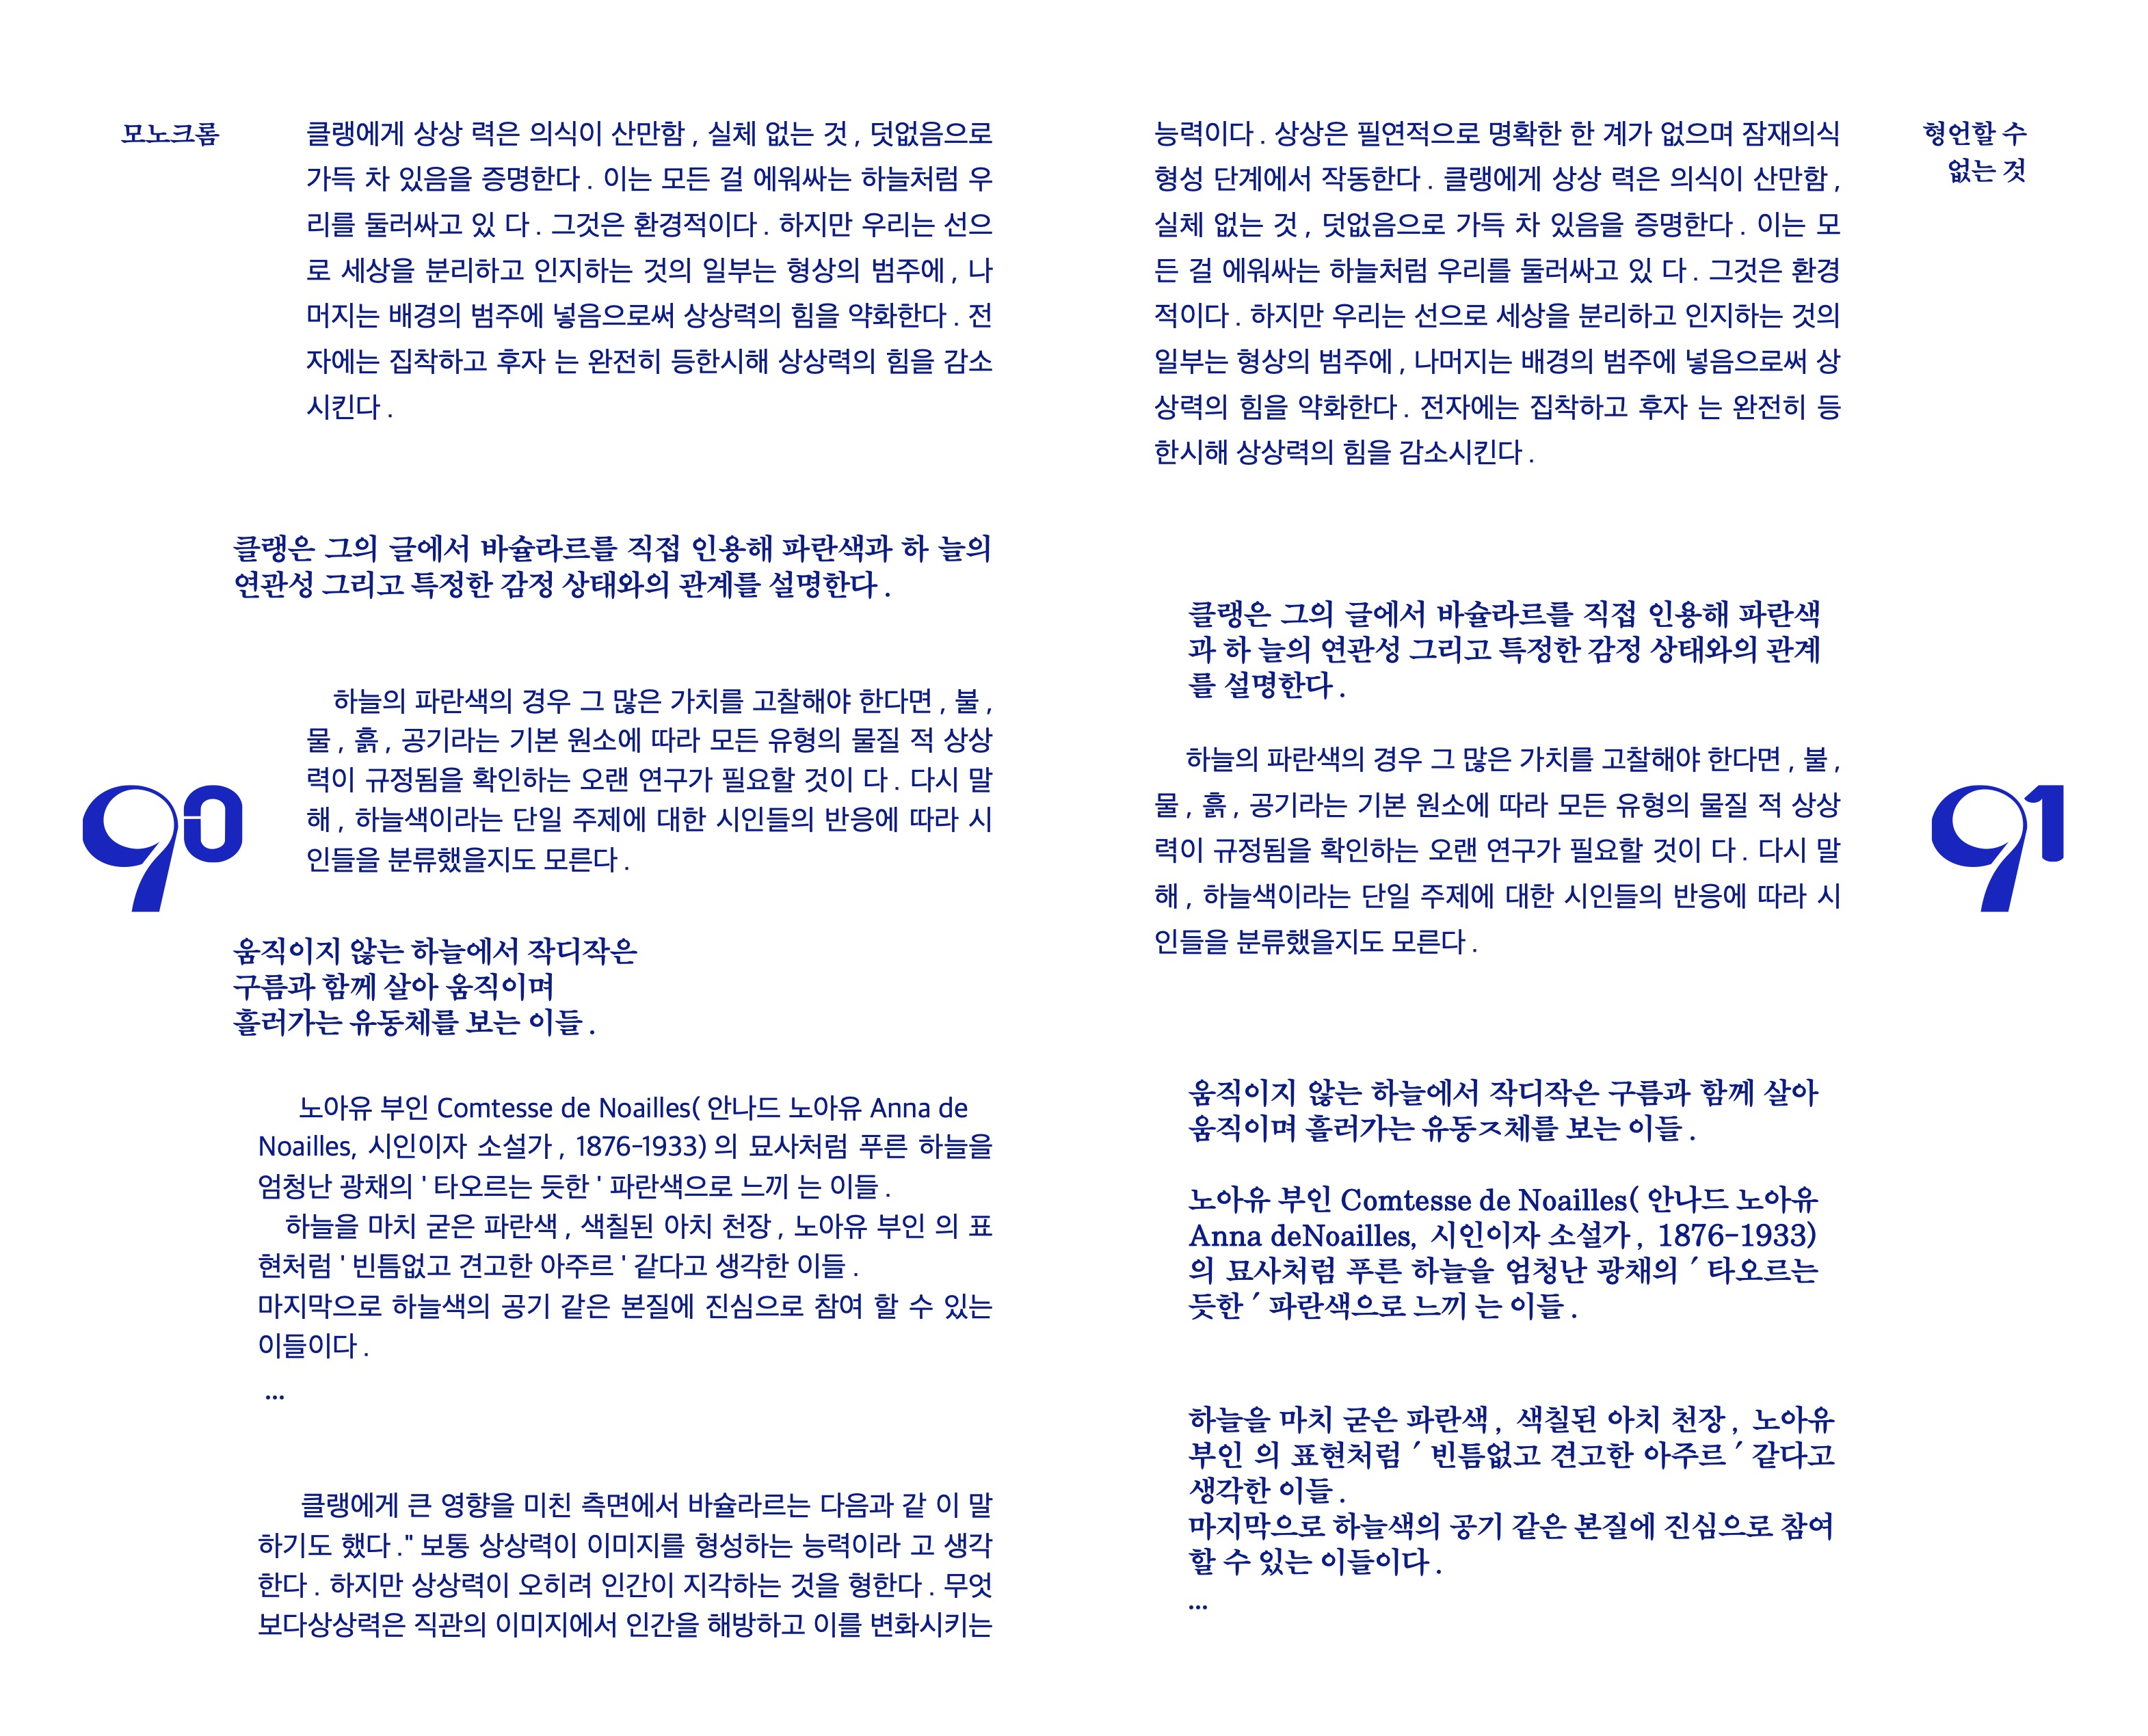 모노크롬
클랭에게 상상 력은 의식이 산만함 , 실체 없는 것 , 덧없음으로
가득 차 있음을 증명한다 . 이는 모든 걸 에워싸는 하늘처럼 우
리를 둘러싸고 있 다 . 그것은 환경적이다 . 하지만 우리는 선으
로 세상을 분리하고 인지하는 것의 일부는 형상의 범주에 , 나
머지는 배경의 범주에 넣음으로써 상상력의 힘을 약화한다 . 전
자에는 집착하고 후자 는 완전히 등한시해 상상력의 힘을 감소
시킨다 .
클랭은 그의 글에서 바슐라르를 직접 인용해 파란색과 하 늘의
연관성 그리고 특정한 감정 상태와의 관계를 설명한다 .
하늘의 파란색의 경우 그 많은 가치를 고찰해야 한다면 , 불 ,
물 , 흙 , 공기라는 기본 원소에 따라 모든 유형의 물질 적 상상
력이 규정됨을 확인하는 오랜 연구가 필요할 것이 다 . 다시 말
해 , 하늘색이라는 단일 주제에 대한 시인들의 반응에 따라 시
인들을 분류했을지도 모른다 .
90
움직이지 않는 하늘에서 작디작은
구름과 함께 살아 움직이며
흘러가는 유동체를 보는 이들 .
노아유 부인 Comtesse de Noailles( 안나드 노아유 Anna de
Noailles, 시인이자 소설가 , 1876-1933) 의 묘사처럼 푸른 하늘을
엄청난 광채의 ' 타오르는 듯한 ' 파란색으로 느끼 는 이들 .
하늘을 마치 굳은 파란색 , 색칠된 아치 천장 , 노아유 부인 의 표
현처럼 ' 빈틈없고 견고한 아주르 ' 같다고 생각한 이들 .
마지막으로 하늘색의 공기 같은 본질에 진심으로 참여 할 수 있는
이들이다 .
...
클랭에게 큰 영향을 미친 측면에서 바슐라르는 다음과 같 이 말
하기도 했다 ." 보통 상상력이 이미지를 형성하는 능력이라 고 생각
한다 . 하지만 상상력이 오히려 인간이 지각하는 것을 형한다 . 무엇
보다상상력은 직관의 이미지에서 인간을 해방하고 이를 변화시키는
능력이다 . 상상은 필연적으로 명확한 한 계가 없으며 잠재의식
형성 단계에서 작동한다 . 클랭에게 상상 력은 의식이 산만함 ,
실체 없는 것 , 덧없음으로 가득 차 있음을 증명한다 . 이는 모
든 걸 에워싸는 하늘처럼 우리를 둘러싸고 있 다 . 그것은 환경
적이다 . 하지만 우리는 선으로 세상을 분리하고 인지하는 것의
일부는 형상의 범주에 , 나머지는 배경의 범주에 넣음으로써 상
상력의 힘을 약화한다 . 전자에는 집착하고 후자 는 완전히 등
한시해 상상력의 힘을 감소시킨다 .
형언할 수
없는 것
클랭은 그의 글에서 바슐라르를 직접 인용해 파란색
과 하 늘의 연관성 그리고 특정한 감정 상태와의 관계
를 설명한다 .
하늘의 파란색의 경우 그 많은 가치를 고찰해야 한다면 , 불 ,
물 , 흙 , 공기라는 기본 원소에 따라 모든 유형의 물질 적 상상
력이 규정됨을 확인하는 오랜 연구가 필요할 것이 다 . 다시 말
해 , 하늘색이라는 단일 주제에 대한 시인들의 반응에 따라 시
인들을 분류했을지도 모른다 .
91
움직이지 않는 하늘에서 작디작은 구름과 함께 살아
움직이며 흘러가는 유동ㅈ체를 보는 이들 .
노아유 부인 Comtesse de Noailles( 안나드 노아유
Anna deNoailles, 시인이자 소설가 , 1876-1933)
의 묘사처럼 푸른 하늘을 엄청난 광채의 ' 타오르는
듯한 ' 파란색으로 느끼 는 이들 .
하늘을 마치 굳은 파란색 , 색칠된 아치 천장 , 노아유
부인 의 표현처럼 ' 빈틈없고 견고한 아주르 ' 같다고
생각한 이들 .
마지막으로 하늘색의 공기 같은 본질에 진심으로 참여
할 수 있는 이들이다 .
...